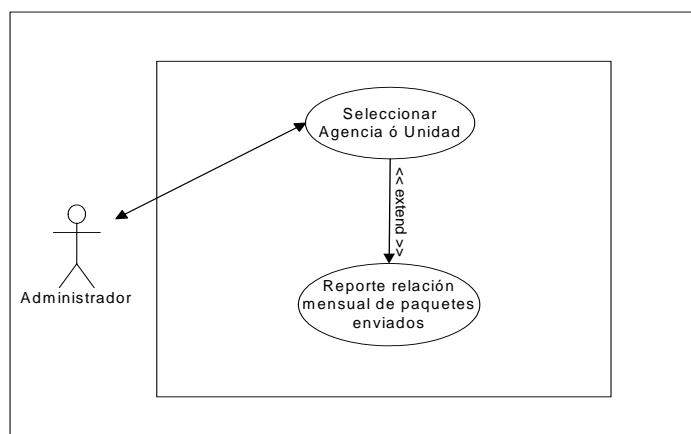 Seleccionar
Agencia ó Unidad
<< extend >>
Reporte relación
mensual de paquetes
enviados
Administrador